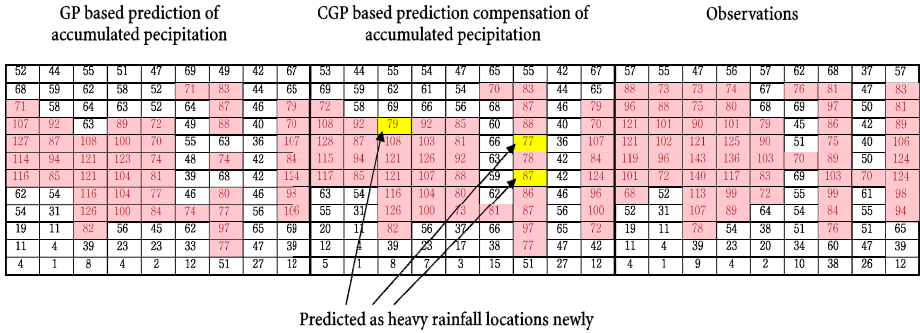 GP based prediction of
accumulated pecipitation
CGP based prediction compensation
of accumulated pecipitation
Observations
52 44 55 51 47 69 49 42 67 53 44 55 54 47 65 55 42 67 57 55 47 56 57 62 68 37 57
68 59 62 58 52 71 83 44 65 69 59 62 61 54 70 83 44 65 88 73 73 74 67 76 81 47 83
71 58 64 63 52 64 87 46 79 72 58 69 66 56 68 87 46 79 96 88 75 80 68 69 97 50 81
107 92 63 89 72 49 88 40 70 108 92 79 92 85 60 88 40 70 121 101 90 101 79 45 86 42 89
127 87 108 100 70 55 63 36 107 128 87 108 103 81 66 77 36 107 121 102 121 125 90 51 75 40 106
114 94 121 123 74 48 74 42 84 115 94 121 126 92 63 78 42 84 119 96 143 136 103 70 89 50 124
116 85 121 104 81 39 68 42 124 117 85 121 107 88 59 87 42 124 101 72 140 117 83 69 103 70 124
62 54 116 104 77 46 80 46 98 63 54 116 104 80 62 86 46 96 68 52 113 99 72 55 99 61 98
54 31 126 100 84 74 77 56 106 55 31 126 100 73 81 87 56 100 52 31 107 89 64 54 84 55 94
19 11 82 56 45 62 97 65 69 20 11 82 56 37 66 97 65 72 19 11 78 54 38 51 76 51 65
11 4 39 23 23 33 77 47 39 12 4 39 23 17 38 77 47 42 11 4 39 23 20 34 60 47 39
4 1 8 4 2 12 51 27 12 5 1 8 7 3 15 51 27 12 4 1 9 4 2 10 38 26 12
Predicted as heavy rainfall locations newly